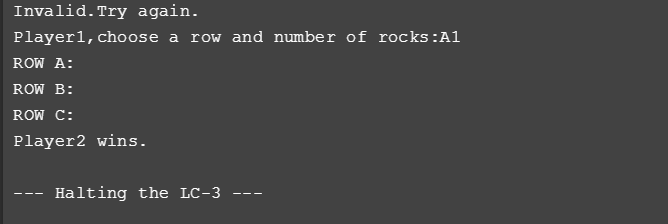 Invalid.Try again.
Player1,choose a row and number of rocks:A1
ROW A:
ROW B:
ROW C:
Player2 wins.
--- Halting the LC-3 ---